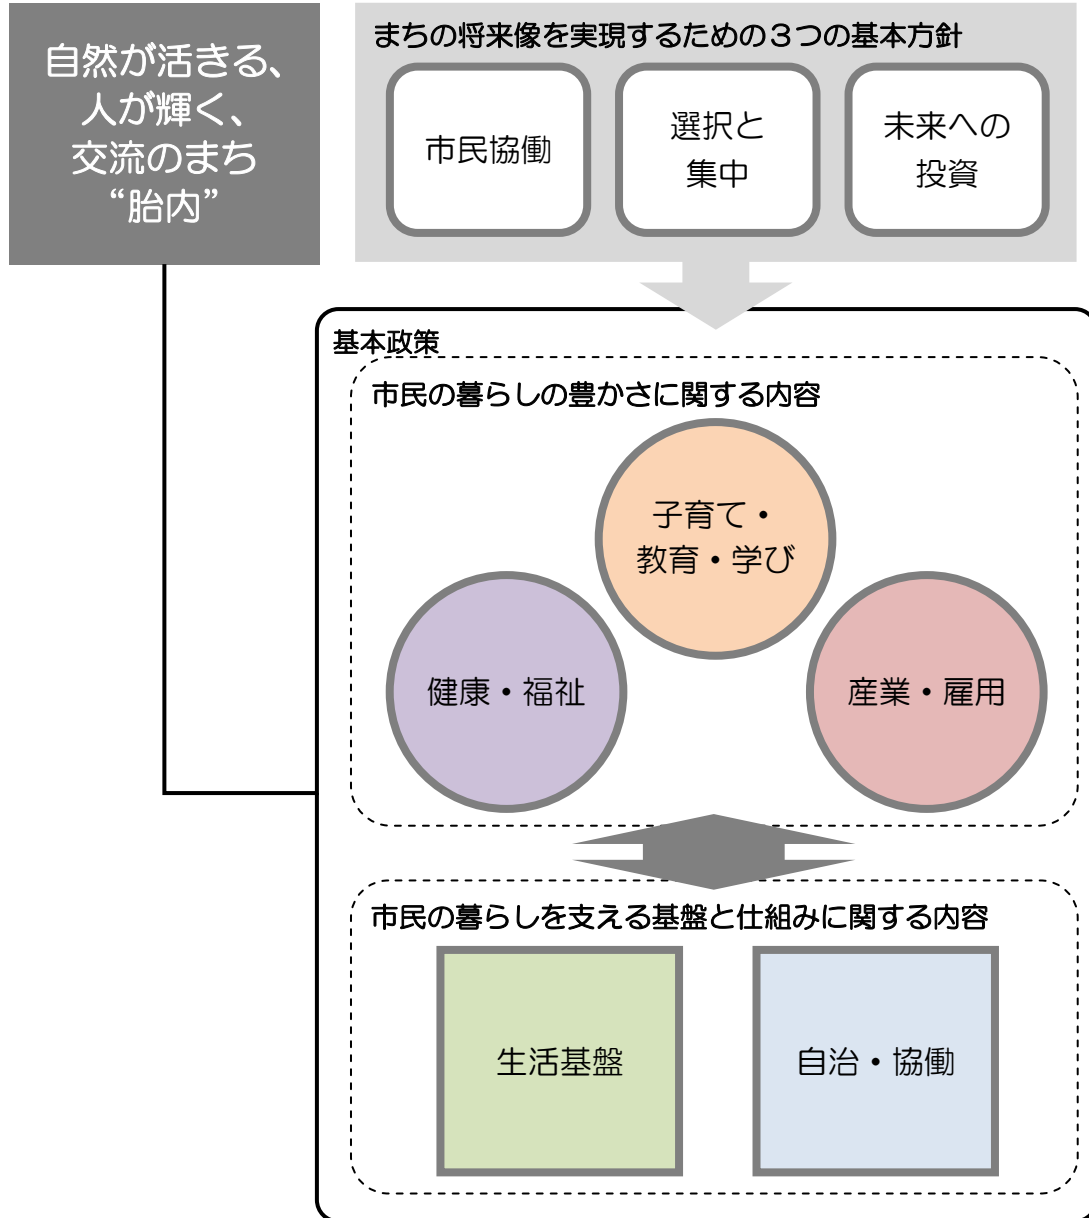 自然が活きる、
人が輝く、
交流のまち
“胎内”
まちの将来像を実現するための３つの基本方針
市民協働
選択と
集中
未来への
投資
基本政策
市民の暮らしの豊かさに関する内容
子育て・
教育・学び
健康・福祉
産業・雇用
市民の暮らしを支える基盤と仕組みに関する内容
生活基盤
自治・協働